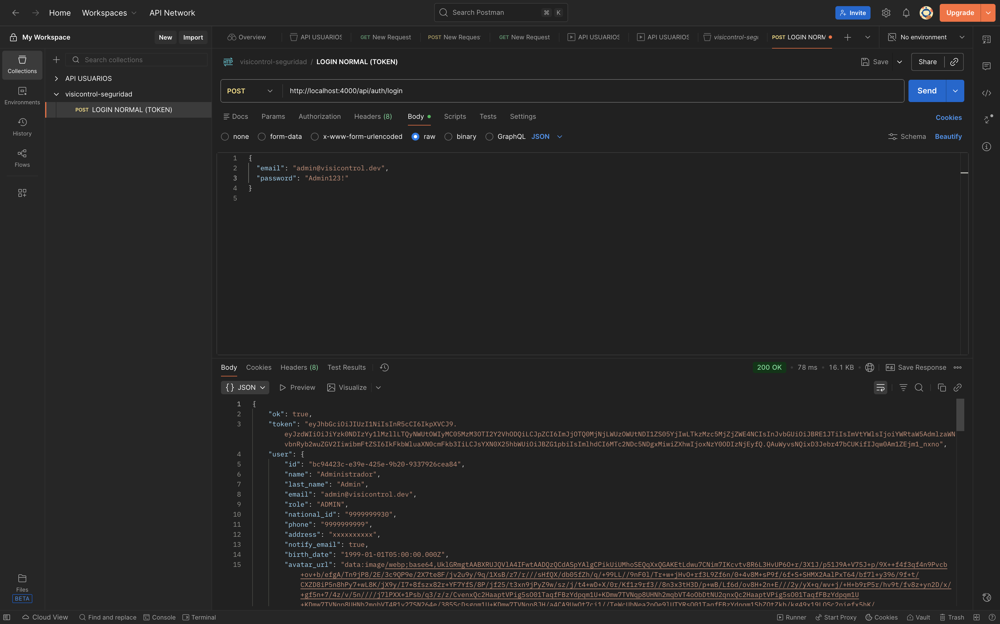 Home Workspaces API Network Search Postman ⌘ K Invite Upgrade
My Workspace New Import Overview API USUARIOS GET New Request POST New Reques GET New Request API USUARIOS API USUARIOS visicontrol-segu POST LOGIN NORM No environment
Collections
Search collections
API USUARIOS
visicontrol-seguridad
POST LOGIN NORMAL (TOKEN)
Environments
History
Flows
Files
BETA
HTTP visicontrol-seguridad / LOGIN NORMAL (TOKEN) Save Share
POST http://localhost:4000/api/auth/login Send
Docs Params Authorization Headers (8) Body Scripts Tests Settings Cookies
none form-data x-www-form-urlencoded raw binary GraphQL JSON Schema Beautify
1 {
2 "email": "admin@visicontrol.dev",
3 "password": "Admin123!"
4 }
5
Body Cookies Headers (8) Test Results 200 OK • 78 ms • 16.1 KB • e.g. Save Response
{} JSON Preview Visualize
1 {
2 "ok": true,
3 "token": "eyJhbGciOiJIUzI1NiIsInR5cCI6IkpXVCJ9.
eyJzdWIiOiJiYzk0NDIzYy1lMzllLTQyNWUtOWIyMC05MzM3OTI2Y2VhODQiLCJpZCI6ImJjOTQ0MjNjLWUzOWUtNDI1ZS05YjIwLTkzMzc5MjZjZWE4NCIsInJvbGUiOiJBRE1JTiIsImVtYWlsIjoiYWRtaW5AdmlzaWN
vbnRyb2wuZGV2IiwibmFtZSI6IkFkbWluaXN0cmFkb3IiLCJsYXN0X25hbWUiOiJBZG1pbiIsImlhdCI6MTc2NDc5NDgxMiwiZXhwIjoxNzY0ODIzNjEyfQ.QAuWyvsNQixD3Jebr47bCUKifIJqw0Am1ZEjm1_nxno",
4 "user": {
5 "id": "bc94423c-e39e-425e-9b20-9337926cea84",
6 "name": "Administrador",
7 "last_name": "Admin",
8 "email": "admin@visicontrol.dev",
9 "role": "ADMIN",
10 "national_id": "9999999930",
11 "phone": "9999999999",
12 "address": "xxxxxxxxxx",
13 "notify_email": true,
14 "birth_date": "1999-01-01T05:00:00.000Z",
15 "avatar_url": "data:image/webp;base64,UklGRmgtAABXRUJQVlA4IFwtAADQzQCdASpYAlgCPikUiUMhoSEQqXxQGAKEtLdwu7CNim7IKcvtv8R6L3HvUP6O+r/3X1J/p51J9A+V75J+p/9X++f4f3qf4n9Pvcb
+ov+b/efgA/Tn9jP8/2E/3c9QP9e/2X7te8F/jv2u9y/9q/1XsB/z7/r///sHfQX/db05fZh/q/+99LL//9nF0l/Tr+w+jHvO+rf3L9Zf6n/0+4v8M+sP9f/6f+S+SHMX2AalPxT64/bf7l+y396/9f+t/
CXZD8iP5n8hPy7+wL8K/jX9y/I7+8fszx82r+YF7YfS/8P/jf25/t3xn9jPyZ9w/sz/j/t4+wD+X/0r/Kf1z9rf3//8n3x3tH3D/p+wB/Lf6d/ov8H+2n+E///2y/yX+q/wv+j/+H+b9rP5r/hv9t/fv8z+yn2D/x/
+gf5n+7/4z/v/5n////j7lPXX+1Psb/q3/z/z/CvenxQc2HaaptVPig5sO01TaqfFBzYdpqm1U+KDmw7TVNqp8UHNh2mqbVT4oObDtNU2qnxQc2HaaptVPig5sO01TaqfFBzYdpqm1U
Cloud View Find and replace Console Terminal Runner Start Proxy Cookies Vault Trash